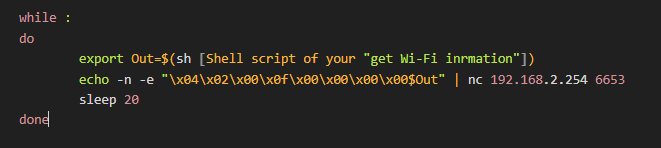 while :
do
export Out=$(sh [Shell script of your "get Wi-Fi inrmation"])
echo -n -e "\x04\x02\x00\x0f\x00\x00\x00\x00$Out" | nc 192.168.2.254 6653
sleep 20
done